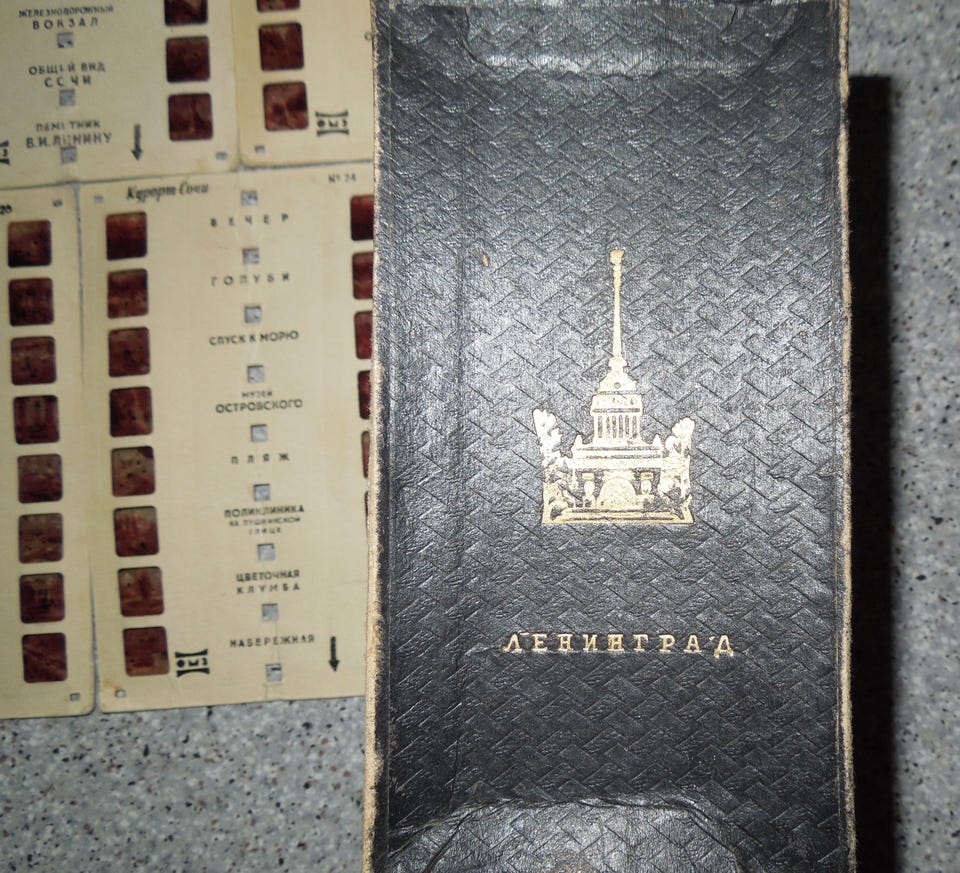 ЖЕЛЕЗНОДОРОЖНЫЙ
ВОКЗАЛ
ОБЩИЙ ВИД
СОЧИ
ПАМЯТНИК
В.И.ЛЕНИНУ
20
Курорт Сочи
№ 24
ВЕЧЕР
ГОЛУБИ
СПУСК К МОРЮ
МУЗЕЙ
ОСТРОВСКОГО
ПЛЯЖ
ПОЛИКЛИНИКА
НА ПУШКИНСКОЙ
УЛИЦЕ
ЦВЕТОЧНАЯ
КЛУМБА
НАБЕРЕЖНАЯ
ЛЕНИНГРАД